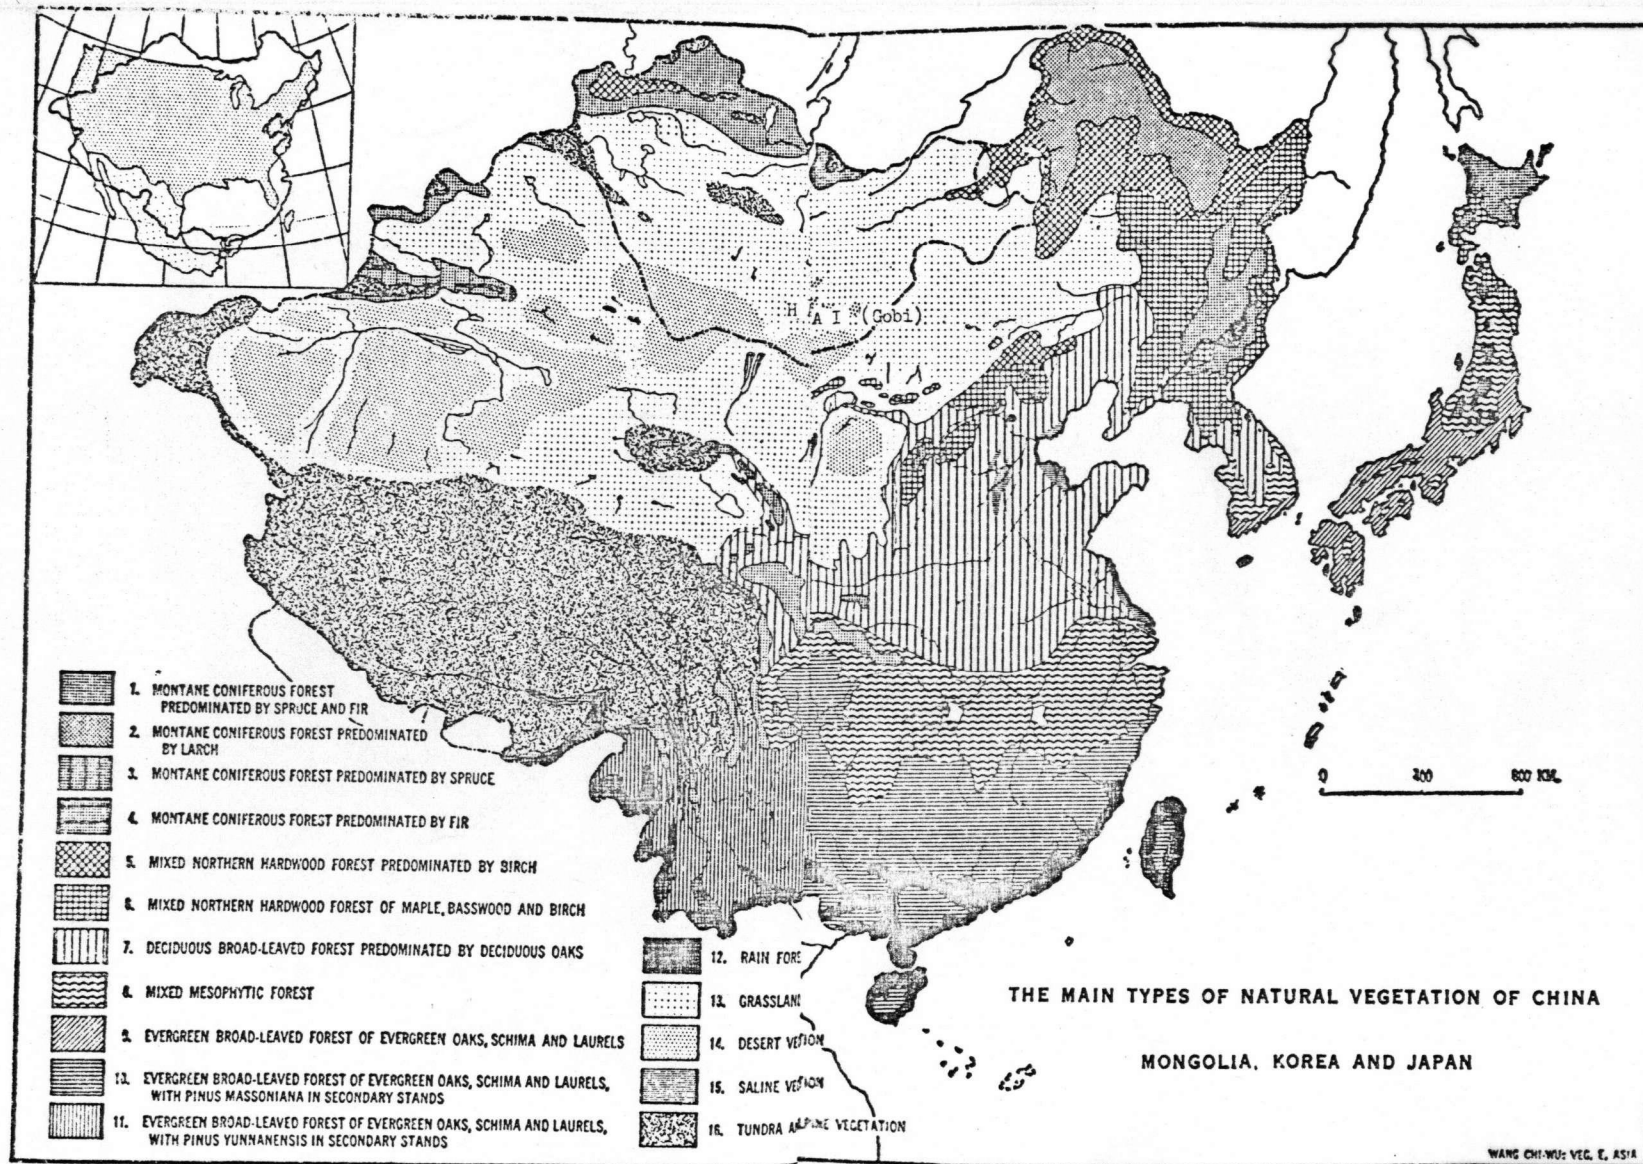 H A I (Gobi)
1. MONTANE CONIFEROUS FOREST
PREDOMINATED BY SPRUCE AND FIR
2. MONTANE CONIFEROUS FOREST PREDOMINATED
BY LARCH
3. MONTANE CONIFEROUS FOREST PREDOMINATED BY SPRUCE
4. MONTANE CONIFEROUS FOREST PREDOMINATED BY FIR
5. MIXED NORTHERN HARDWOOD FOREST PREDOMINATED BY BIRCH
6. MIXED NORTHERN HARDWOOD FOREST OF MAPLE, BASSWOOD AND BIRCH
7. DECIDUOUS BROAD-LEAVED FOREST PREDOMINATED BY DECIDUOUS OAKS
8. MIXED MESOPHYTIC FOREST
9. EVERGREEN BROAD-LEAVED FOREST OF EVERGREEN OAKS, SCHIMA AND LAURELS
10. EVERGREEN BROAD-LEAVED FOREST OF EVERGREEN OAKS, SCHIMA AND LAURELS,
WITH PINUS MASSONIANA IN SECONDARY STANDS
11. EVERGREEN BROAD-LEAVED FOREST OF EVERGREEN OAKS, SCHIMA AND LAURELS,
WITH PINUS YUNNANENSIS IN SECONDARY STANDS
12. RAIN FORE
13. GRASSLAN
14. DESERT
15. SALINE
16. TUNDRA VEGETATION
0 400 800 KM.
THE MAIN TYPES OF NATURAL VEGETATION OF CHINA
MONGOLIA, KOREA AND JAPAN
WANG CHI-WU: VEG. E. ASIA